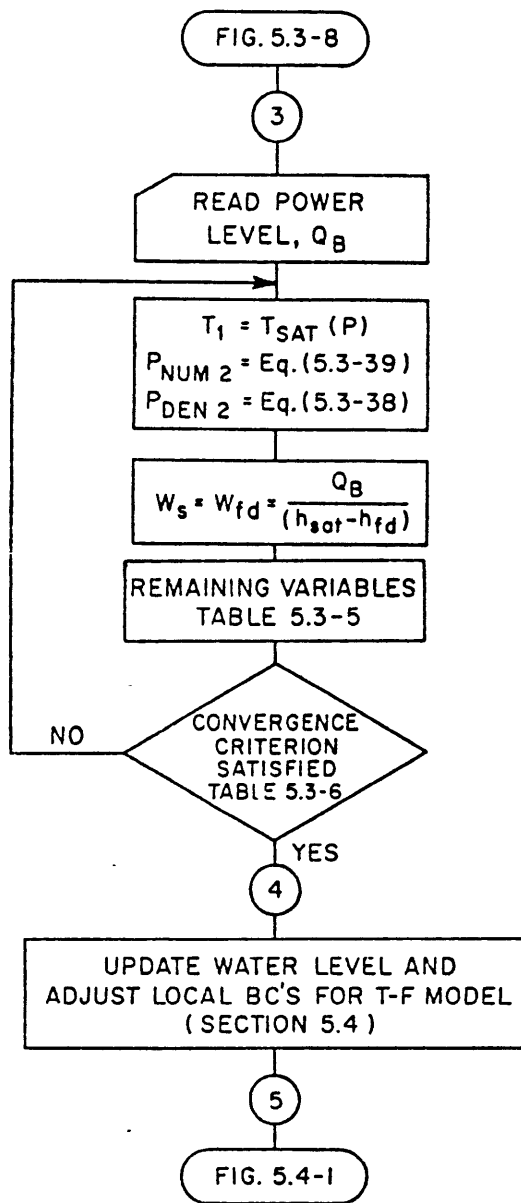 FIG. 5.3-8
3
READ POWER
LEVEL, Q_B
T_1 = T_SAT (P)
P_NUM 2 = Eq. (5.3-39)
P_DEN 2 = Eq. (5.3-38)
W_s = W_fd = Q_B / (h_sat - h_fd)
REMAINING VARIABLES
TABLE 5.3-5
CONVERGENCE
CRITERION
SATISFIED
TABLE 5.3-6
NO
YES
4
UPDATE WATER LEVEL AND
ADJUST LOCAL BC'S FOR T-F MODEL
(SECTION 5.4)
5
FIG. 5.4-1